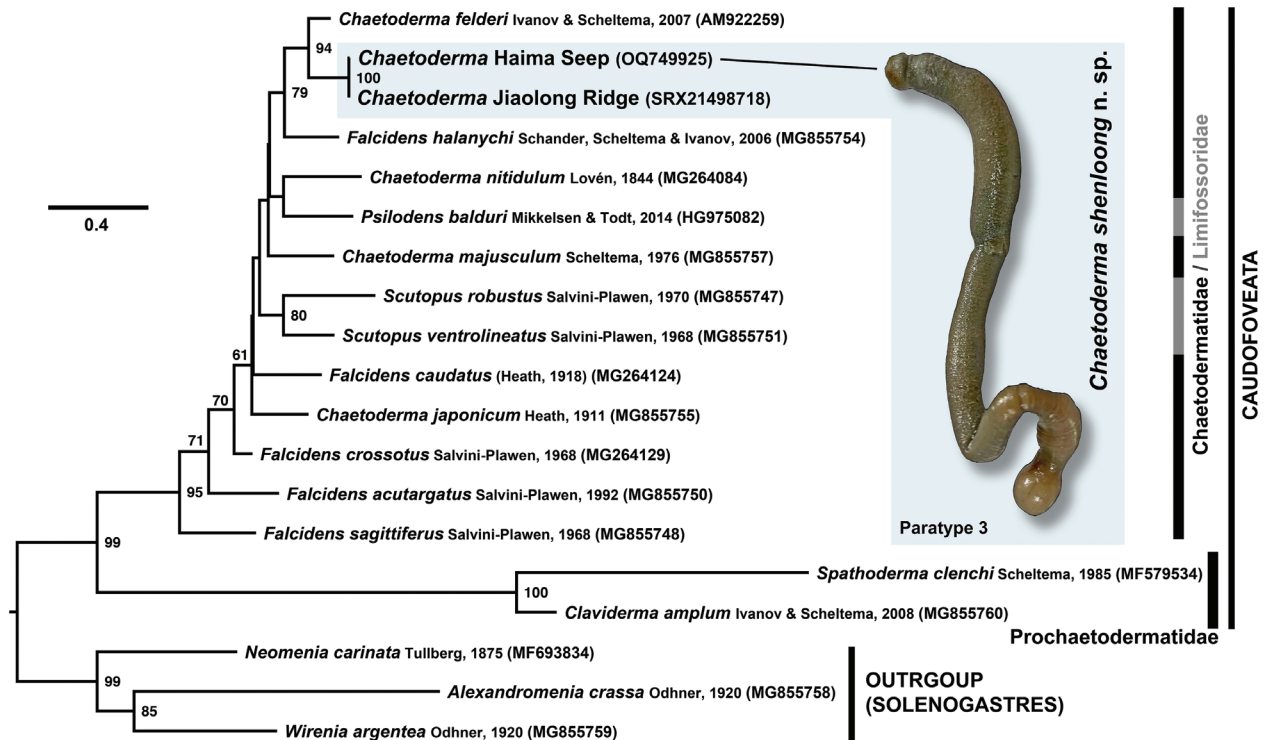 Chaetoderma felderi Ivanov & Scheltema, 2007 (AM922259)
94
Chaetoderma Haima Seep (OQ749925)
100
Chaetoderma Jiaolong Ridge (SRX21498718)
79
Falcidens halanychi Schander, Scheltema & Ivanov, 2006 (MG855754)
Chaetoderma nitidulum Lovén, 1844 (MG264084)
Psilodens balduri Mikkelsen & Todt, 2014 (HG975082)
0.4
Chaetoderma majusculum Scheltema, 1976 (MG855757)
Scutopus robustus Salvini-Plawen, 1970 (MG855747)
80
Scutopus ventrolineatus Salvini-Plawen, 1968 (MG855751)
61
Falcidens caudatus (Heath, 1918) (MG264124)
70
Chaetoderma japonicum Heath, 1911 (MG855755)
71
Falcidens crossotus Salvini-Plawen, 1968 (MG264129)
95
Falcidens acutargatus Salvini-Plawen, 1992 (MG855750)
Falcidens sagittiferus Salvini-Plawen, 1968 (MG855748)
99
Spathoderma clenchi Scheltema, 1985 (MF579534)
100
Claviderma amplum Ivanov & Scheltema, 2008 (MG855760)
Prochaetodermatidae
Neomenia carinata Tullberg, 1875 (MF693834)
99
Alexandromenia crassa Odhner, 1920 (MG855758)
85
Wirenia argentea Odhner, 1920 (MG855759)
OUTRGOUP
(SOLENOGASTRES)
Paratype 3
Chaetoderma shenloong n. sp.
Chaetodermatidae / Limifossoridae
CAUDOFOVEATA